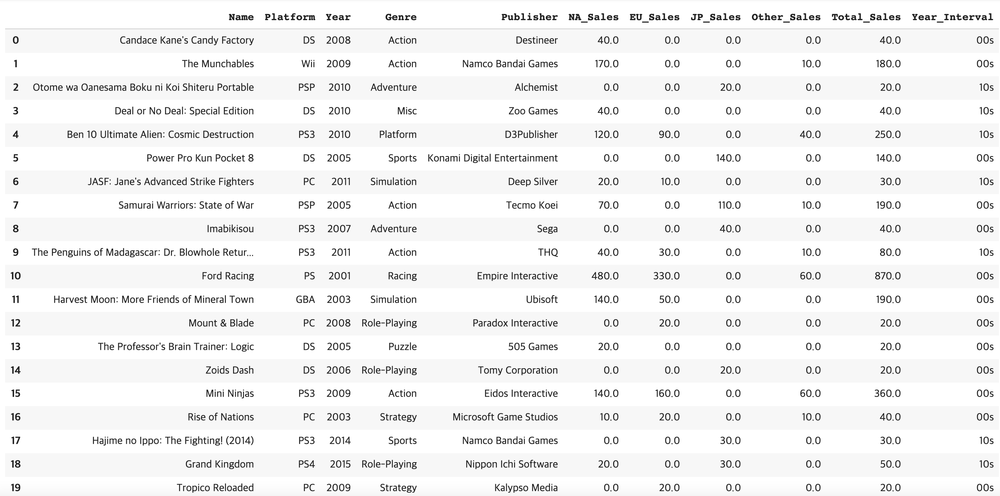 Name Platform Year Genre Publisher NA_Sales EU_Sales JP_Sales Other_Sales Total_Sales Year_Interval
0 Candace Kane's Candy Factory DS 2008 Action Destineer 40.0 0.0 0.0 0.0 40.0 00s
1 The Munchables Wii 2009 Action Namco Bandai Games 170.0 0.0 0.0 10.0 180.0 00s
2 Otome wa Oanesama Boku ni Koi Shiteru Portable PSP 2010 Adventure Alchemist 0.0 0.0 20.0 0.0 20.0 10s
3 Deal or No Deal: Special Edition DS 2010 Misc Zoo Games 40.0 0.0 0.0 0.0 40.0 10s
4 Ben 10 Ultimate Alien: Cosmic Destruction PS3 2010 Platform D3Publisher 120.0 90.0 0.0 40.0 250.0 10s
5 Power Pro Kun Pocket 8 DS 2005 Sports Konami Digital Entertainment 0.0 0.0 140.0 0.0 140.0 00s
6 JASF: Jane's Advanced Strike Fighters PC 2011 Simulation Deep Silver 20.0 10.0 0.0 0.0 30.0 10s
7 Samurai Warriors: State of War PSP 2005 Action Tecmo Koei 70.0 0.0 110.0 10.0 190.0 00s
8 Imabikisou PS3 2007 Adventure Sega 0.0 0.0 40.0 0.0 40.0 00s
9 The Penguins of Madagascar: Dr. Blowhole Retur... PS3 2011 Action THQ 40.0 30.0 0.0 10.0 80.0 10s
10 Ford Racing PS 2001 Racing Empire Interactive 480.0 330.0 0.0 60.0 870.0 00s
11 Harvest Moon: More Friends of Mineral Town GBA 2003 Simulation Ubisoft 140.0 50.0 0.0 0.0 190.0 00s
12 Mount & Blade PC 2008 Role-Playing Paradox Interactive 0.0 20.0 0.0 0.0 20.0 00s
13 The Professor's Brain Trainer: Logic DS 2005 Puzzle 505 Games 20.0 0.0 0.0 0.0 20.0 00s
14 Zoids Dash DS 2006 Role-Playing Tomy Corporation 0.0 0.0 20.0 0.0 20.0 00s
15 Mini Ninjas PS3 2009 Action Eidos Interactive 140.0 160.0 0.0 60.0 360.0 00s
16 Rise of Nations PC 2003 Strategy Microsoft Game Studios 10.0 20.0 0.0 10.0 40.0 00s
17 Hajime no Ippo: The Fighting! (2014) PS3 2014 Sports Namco Bandai Games 0.0 0.0 30.0 0.0 30.0 10s
18 Grand Kingdom PS4 2015 Role-Playing Nippon Ichi Software 20.0 0.0 30.0 0.0 50.0 10s
19 Tropico Reloaded PC 2009 Strategy Kalypso Media 0.0 20.0 0.0 0.0 20.0 00s